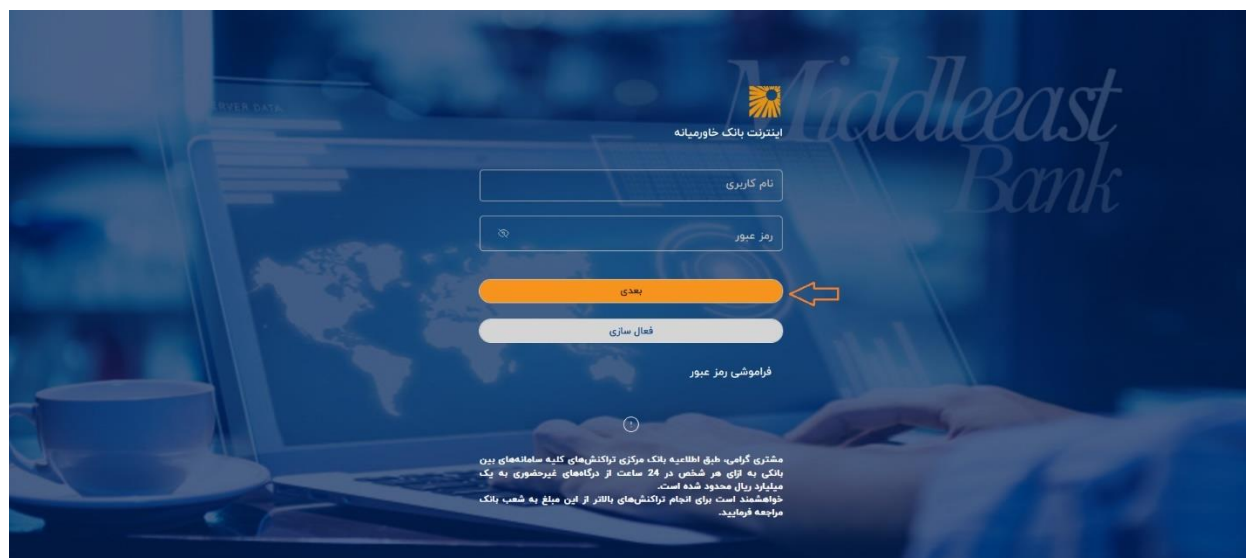 Middleeast
Bank
SERVER DATA
اینترنت بانک خاورمیانه
نام کاربری
رمز عبور
بعدی
فعال سازی
فراموشی رمز عبور
?
مشتری گرامی، طبق اطلاعیه بانک مرکزی تراکنش‌های کلیه سامانه‌های بین
بانکی به ازای هر شخص در 24 ساعت از درگاه‌های غیرحضوری به یک
میلیارد ریال محدود شده است.
خواهشمند است برای انجام تراکنش‌های بالاتر از این مبلغ به شعب بانک
مراجعه فرمایید.